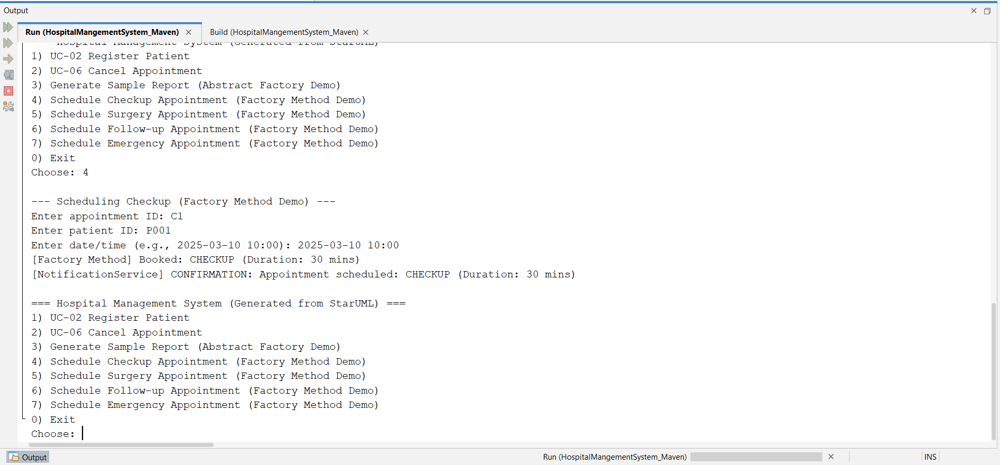 Output
Run (HospitalMangementSystem_Maven)
Build (HospitalMangementSystem_Maven)
Hospital Management System (Generated from StarUML)
1) UC-02 Register Patient
2) UC-06 Cancel Appointment
3) Generate Sample Report (Abstract Factory Demo)
4) Schedule Checkup Appointment (Factory Method Demo)
5) Schedule Surgery Appointment (Factory Method Demo)
6) Schedule Follow-up Appointment (Factory Method Demo)
7) Schedule Emergency Appointment (Factory Method Demo)
0) Exit
Choose: 4
--- Scheduling Checkup (Factory Method Demo) ---
Enter appointment ID: C1
Enter patient ID: P001
Enter date/time (e.g., 2025-03-10 10:00): 2025-03-10 10:00
[Factory Method] Booked: CHECKUP (Duration: 30 mins)
[NotificationService] CONFIRMATION: Appointment scheduled: CHECKUP (Duration: 30 mins)
=== Hospital Management System (Generated from StarUML) ===
1) UC-02 Register Patient
2) UC-06 Cancel Appointment
3) Generate Sample Report (Abstract Factory Demo)
4) Schedule Checkup Appointment (Factory Method Demo)
5) Schedule Surgery Appointment (Factory Method Demo)
6) Schedule Follow-up Appointment (Factory Method Demo)
7) Schedule Emergency Appointment (Factory Method Demo)
0) Exit
Choose:
Output
Run (HospitalMangementSystem_Maven)
INS